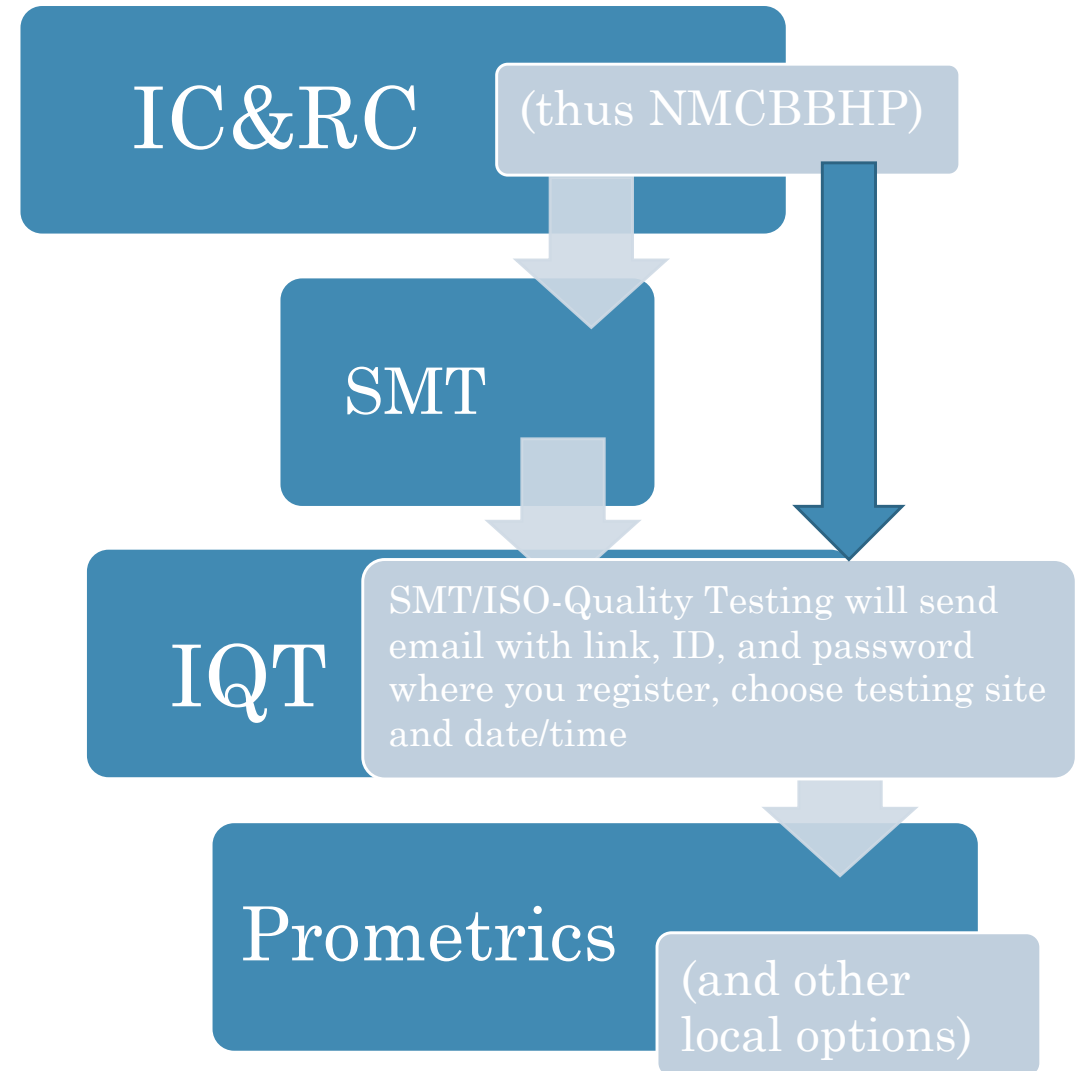 IC&RC
(thus NMCBBHP)
SMT
IQT
SMT/ISO-Quality Testing will send
email with link, ID, and password
where you register, choose testing site
and date/time
Prometrics
(and other
local options)